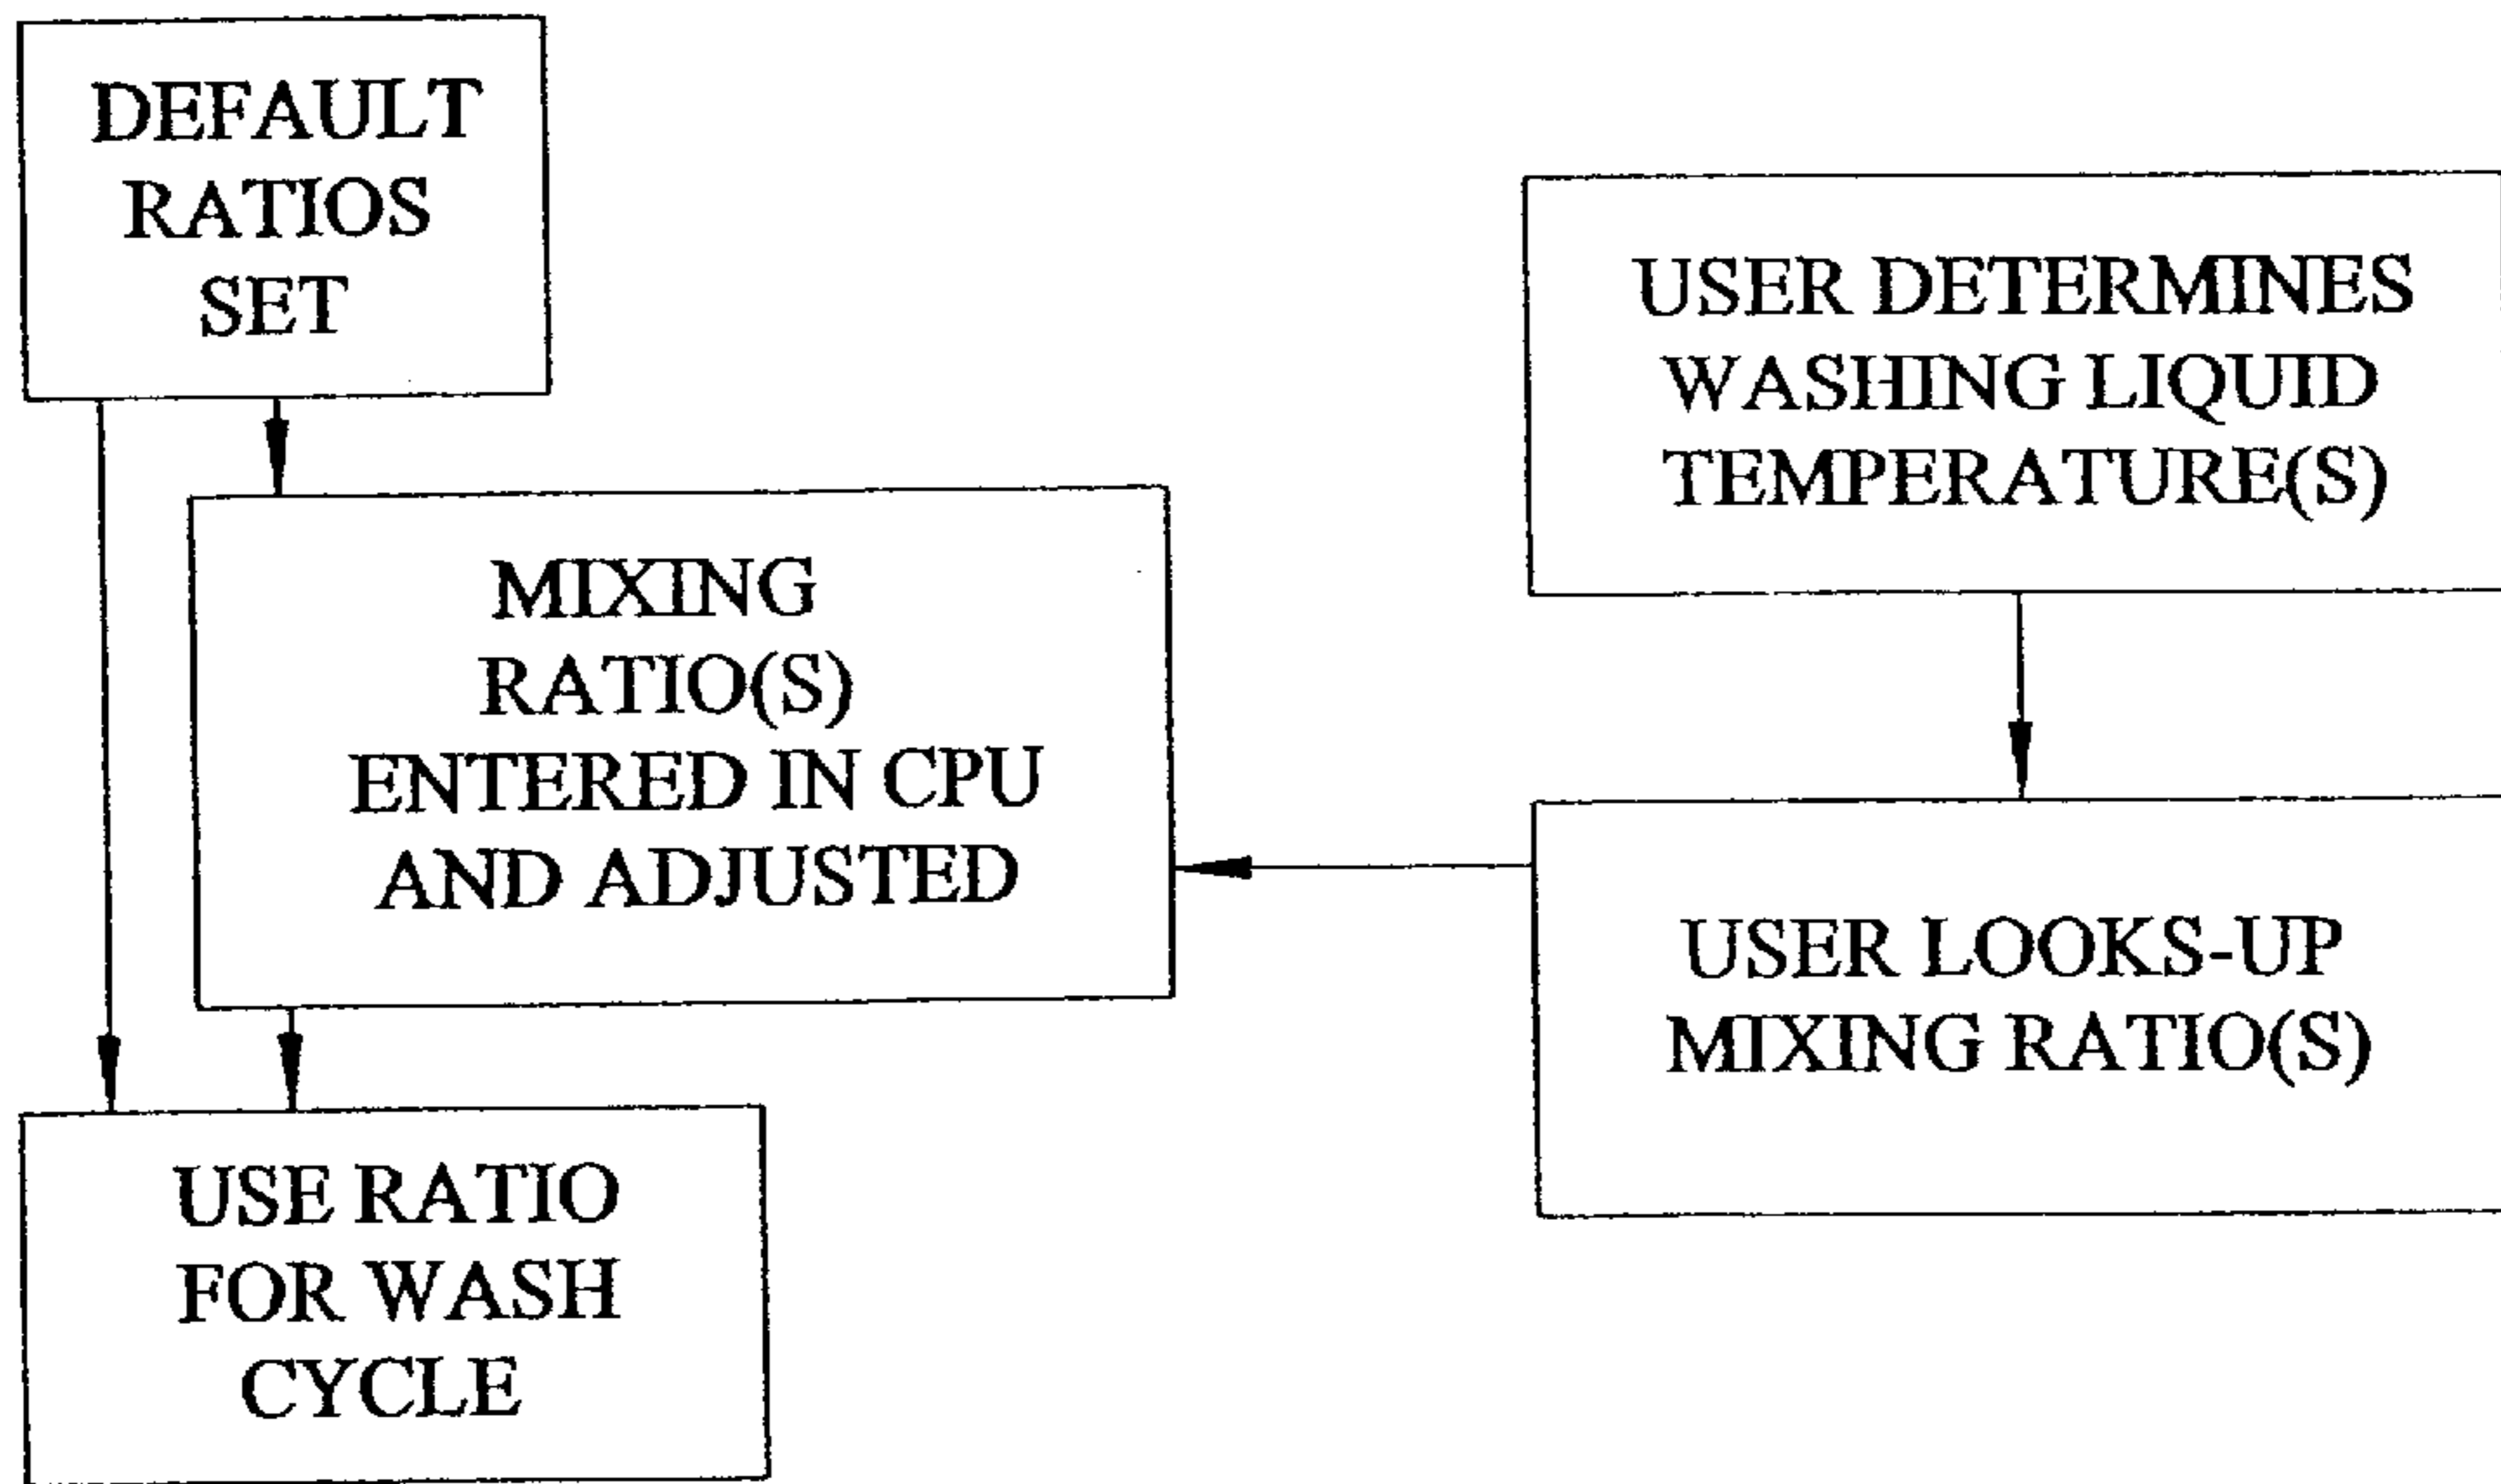 DEFAULT
RATIOS
SET
USER DETERMINES
WASHING LIQUID
TEMPERATURE(S)
MIXING
RATIO(S)
ENTERED IN CPU
AND ADJUSTED
USER LOOKS-UP
MIXING RATIO(S)
USE RATIO
FOR WASH
CYCLE